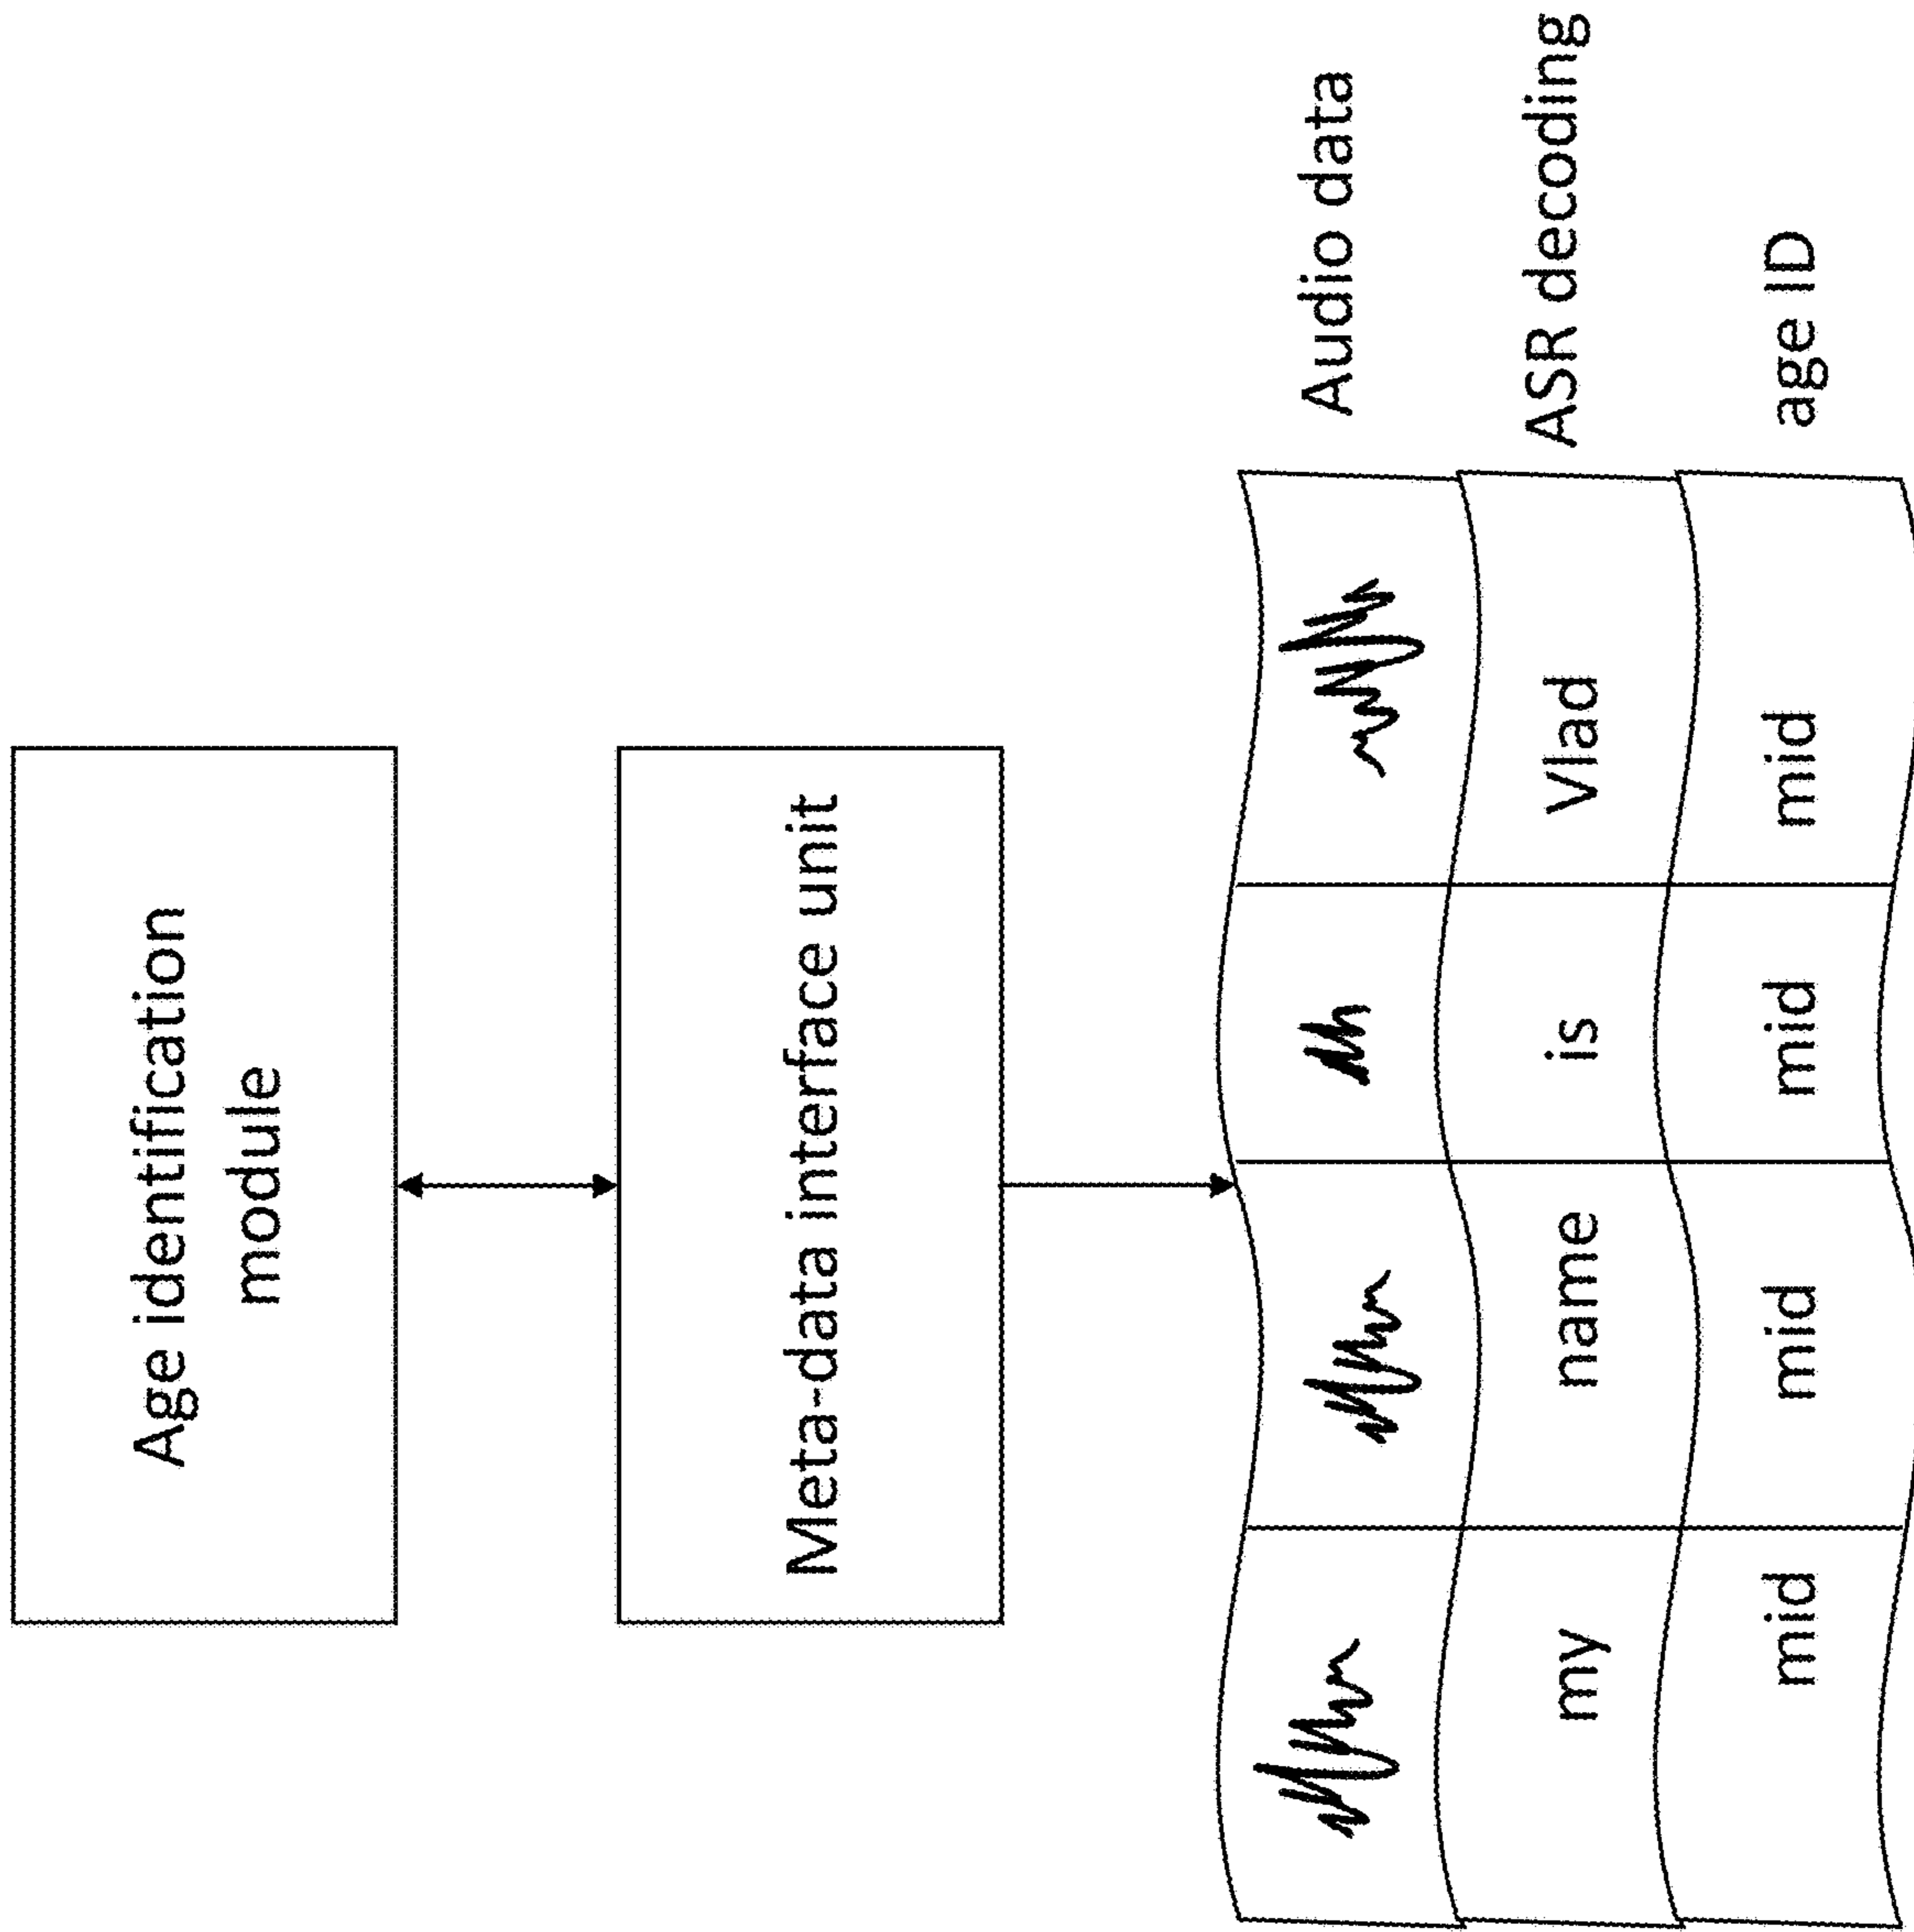 Age identification
module
Meta-data interface unit
Audio data
my name is Vlad ASR decoding
mid mid mid mid age ID